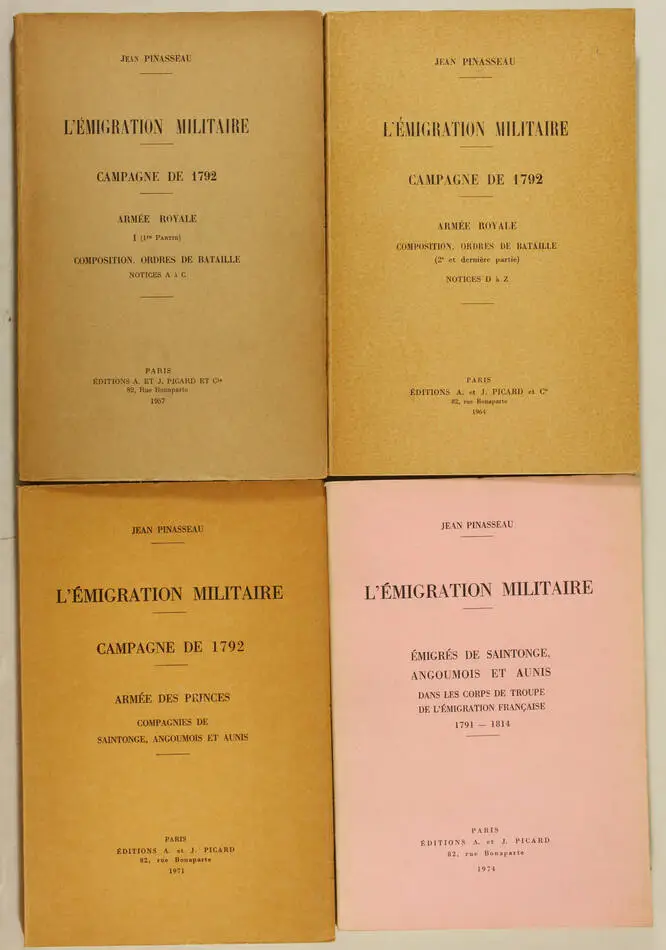 JEAN PINASSEAU
L'ÉMIGRATION MILITAIRE
CAMPAGNE DE 1792
ARMÉE ROYALE
I (1re PARTIE)
COMPOSITION. ORDRES DE BATAILLE
NOTICES A à C
PARIS
ÉDITIONS A. ET J. PICARD ET Cie
82, Rue Bonaparte
1957
JEAN PINASSEAU
L'ÉMIGRATION MILITAIRE
CAMPAGNE DE 1792
ARMÉE ROYALE
COMPOSITION. ORDRES DE BATAILLE
(2e et dernière partie)
NOTICES D à Z
PARIS
ÉDITIONS A. et J. PICARD et Cie
82, rue Bonaparte
1964
JEAN PINASSEAU
L'ÉMIGRATION MILITAIRE
CAMPAGNE DE 1792
ARMÉE DES PRINCES
COMPAGNIES DE
SAINTONGE, ANGOUMOIS ET AUNIS
PARIS
ÉDITIONS A. et J. PICARD
82, rue Bonaparte
1971
JEAN PINASSEAU
L'ÉMIGRATION MILITAIRE
ÉMIGRÉS DE SAINTONGE,
ANGOUMOIS ET AUNIS
DANS LES CORPS DE TROUPE
DE L'ÉMIGRATION FRANÇAISE
1791 — 1814
PARIS
ÉDITIONS A. et J. PICARD
82, rue Bonaparte
1974